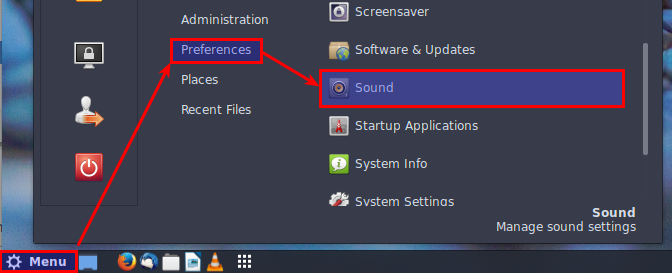 Administration
Preferences
Places
Recent Files
Screensaver
Software & Updates
Sound
Startup Applications
System Info
System Settings
Sound
Manage sound settings
Menu